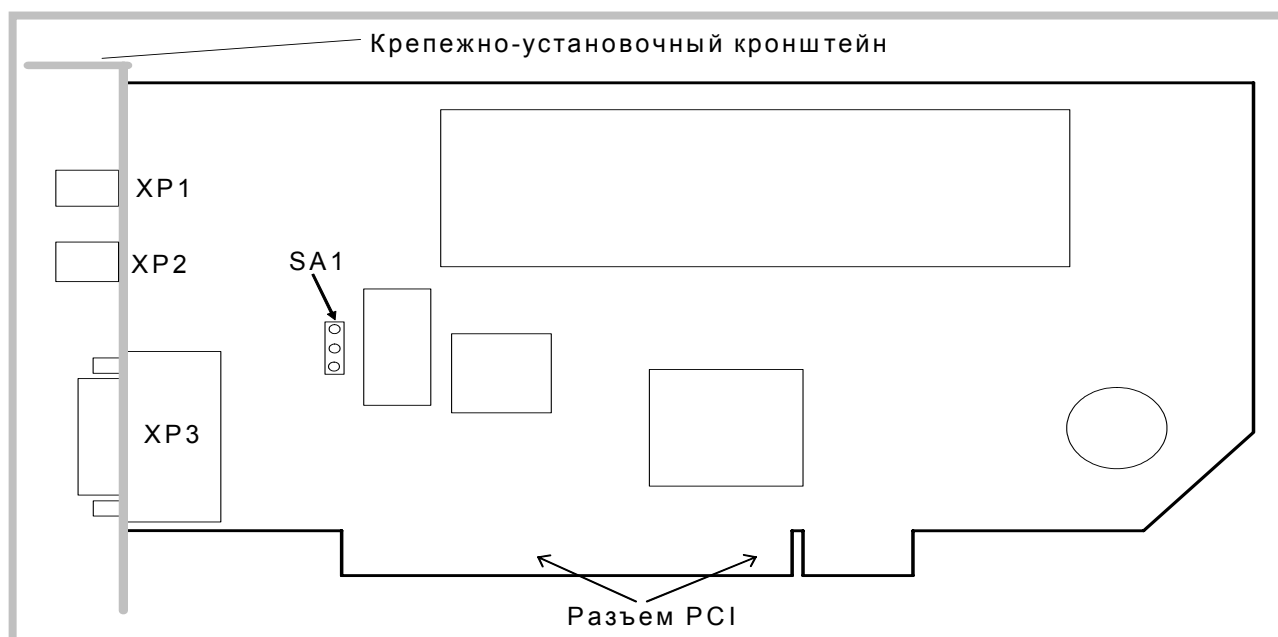 Крепежно-установочный кронштейн
XP1
XP2
SA1
XP3
Разъем PCI